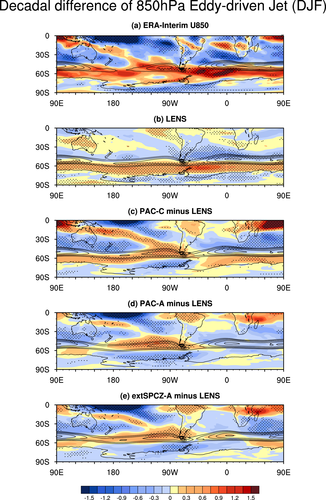 Decadal difference of 850hPa Eddy-driven Jet (DJF)
(a) ERA-Interim U850
0
30S
60S
90S
90E 180 90W 0 90E
(b) LENS
0
30S
60S
90S
90E 180 90W 0 90E
(c) PAC-C minus LENS
0
30S
60S
90S
90E 180 90W 0 90E
(d) PAC-A minus LENS
0
30S
60S
90S
90E 180 90W 0 90E
(e) extSPCZ-A minus LENS
0
30S
60S
90S
90E 180 90W 0 90E
-1.5 -1.2 -0.9 -0.6 -0.3 0 0.3 0.6 0.9 1.2 1.5